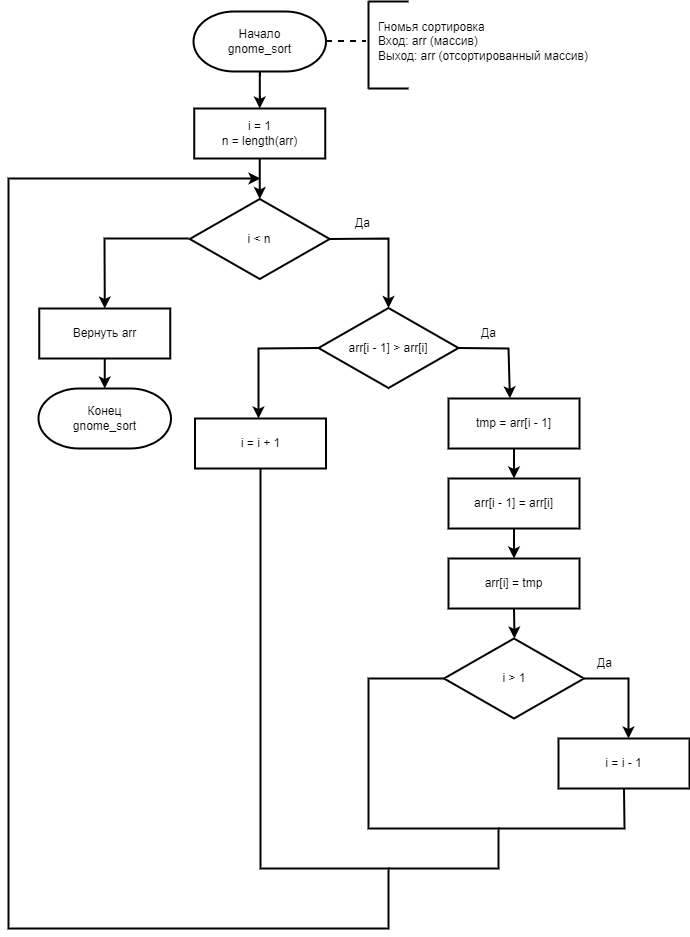 Начало
gnome_sort
Гномья сортировка
Вход: arr (массив)
Выход: arr (отсортированный массив)
i = 1
n = length(arr)
i < n
Да
Вернуть arr
Конец
gnome_sort
arr[i - 1] > arr[i]
Да
i = i + 1
tmp = arr[i - 1]
arr[i - 1] = arr[i]
arr[i] = tmp
i > 1
Да
i = i - 1